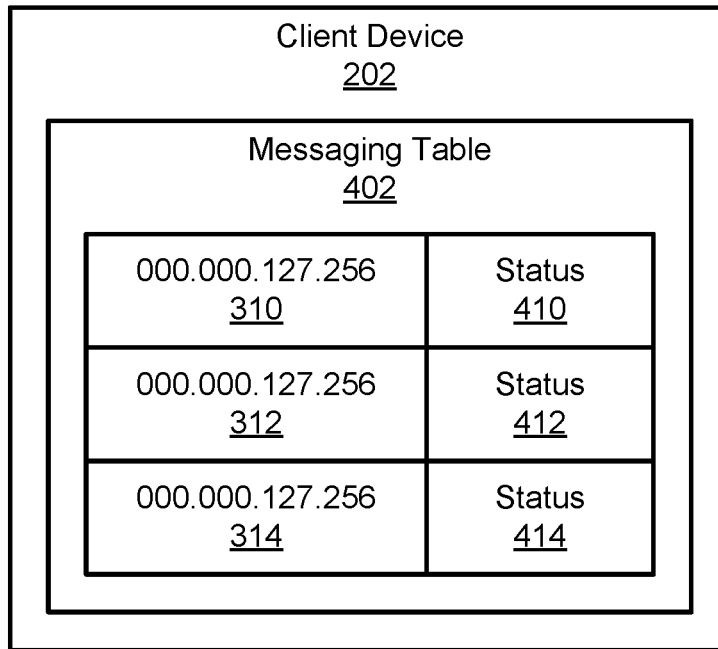 Client Device
202
Messaging Table
402
000.000.127.256
310
Status
410
000.000.127.256
312
Status
412
000.000.127.256
314
Status
414